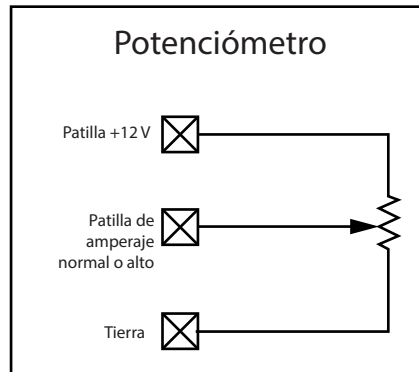 Potenciómetro
Patilla +12 V
Patilla de
amperaje
normal o alto
Tierra